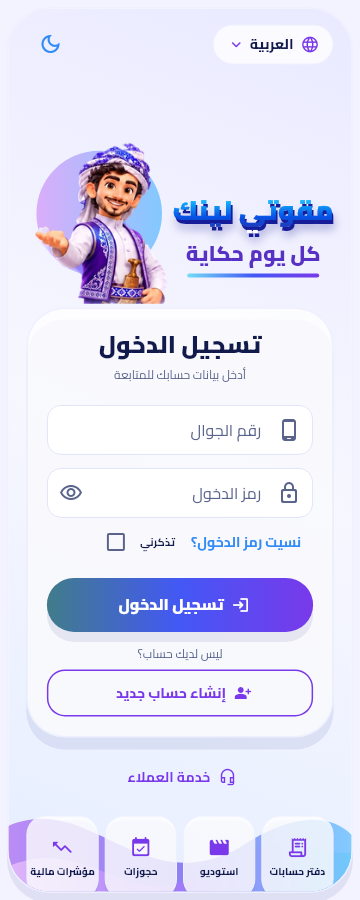 العربية
مقوتي لينك
كل يوم حكاية
تسجيل الدخول
أدخل بيانات حسابك للمتابعة
رقم الجوال
رمز الدخول
نسيت رمز الدخول؟ تذكرني
تسجيل الدخول
ليس لديك حساب؟
إنشاء حساب جديد
خدمة العملاء
دفتر حسابات استوديو حجوزات مؤشرات مالية